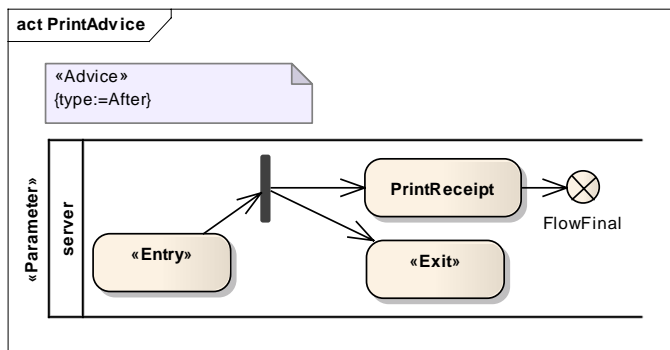 act PrintAdvice
«Advice»
{type:=After}
«Parameter»
server
«Entry»
PrintReceipt
«Exit»
FlowFinal